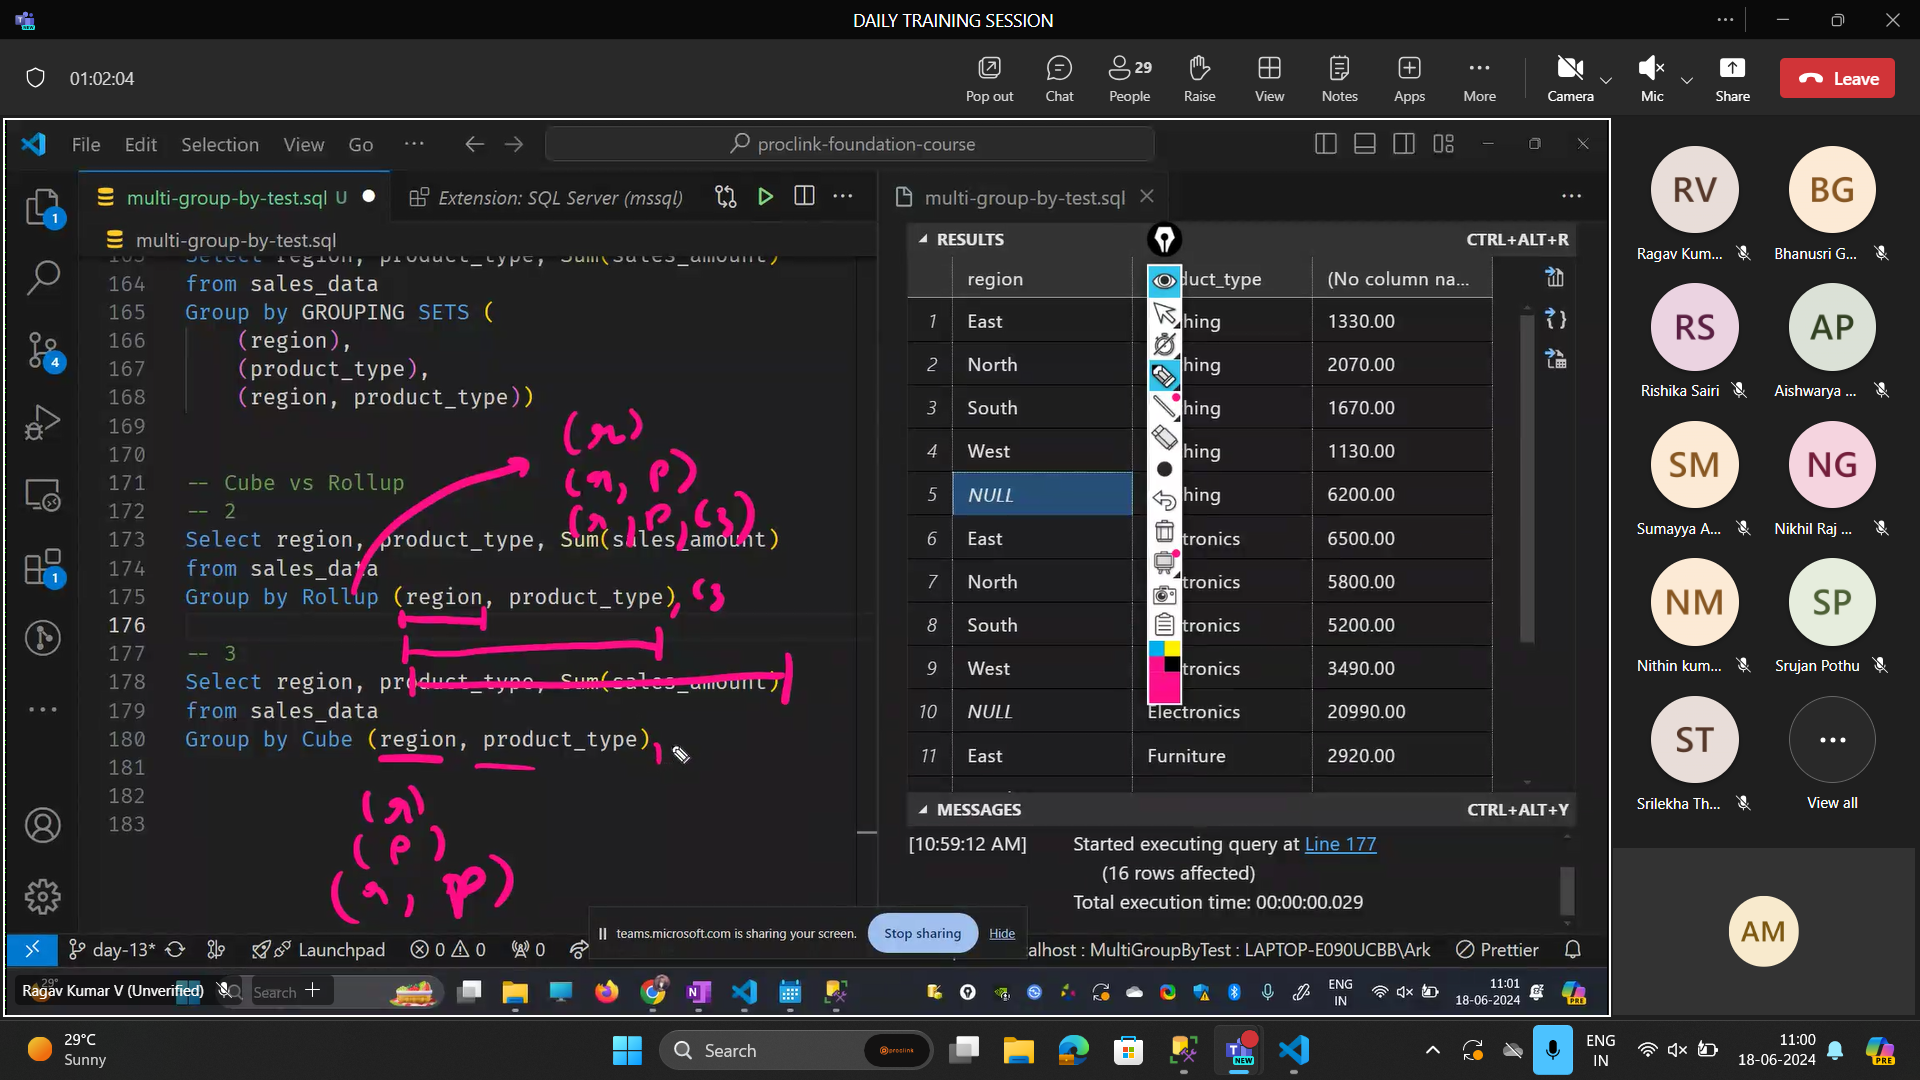 DAILY TRAINING SESSION
01:02:04
Pop out
Chat
29
People
Raise
View
Notes
Apps
More
Camera
Mic
Share
Leave
File Edit Selection View Go
proclink-foundation-course
multi-group-by-test.sql U
Extension: SQL Server (mssql)
multi-group-by-test.sql
multi-group-by-test.sql
163 Select region, product_type, Sum(sales_amount)
164 from sales_data
165 Group by GROUPING SETS (
166 (region),
167 (product_type),
168 (region, product_type))
169
170
171 -- Cube vs Rollup
172 -- 2
173 Select region, product_type, Sum(sales_amount)
174 from sales_data
175 Group by Rollup (region, product_type)
176
177 -- 3
178 Select region, product_type, Sum(sales_amount)
179 from sales_data
180 Group by Cube (region, product_type)
181
182
183
(r)
(r, p)
(r, p, c3)
, c3
(r)
(p)
(r, p)
1
4
1
RESULTS CTRL+ALT+R
region duct_type (No column na...
1 East hing 1330.00
2 North hing 2070.00
3 South hing 1670.00
4 West hing 1130.00
5 NULL hing 6200.00
6 East tronics 6500.00
7 North tronics 5800.00
8 South tronics 5200.00
9 West tronics 3490.00
10 NULL Electronics 20990.00
11 East Furniture 2920.00
MESSAGES CTRL+ALT+Y
[10:59:12 AM] Started executing query at Line 177
(16 rows affected)
Total execution time: 00:00:00.029
teams.microsoft.com is sharing your screen. Stop sharing Hide
day-13* Launchpad 0 0 0 alhost : MultiGroupByTest : LAPTOP-E090UCBB\Ark Prettier
29°
Ragav Kumar V (Unverified)
Search
ENG
IN
11:01
18-06-2024
PRE
RV
Ragav Kum...
BG
Bhanusri G...
RS
Rishika Sairi
AP
Aishwarya ...
SM
Sumayya A...
NG
Nikhil Raj ...
NM
Nithin kum...
SP
Srujan Pothu
ST
Srilekha Th...
View all
AM
29°C
Sunny
Search
proclink
NEW
ENG
IN
11:00
18-06-2024
PRE